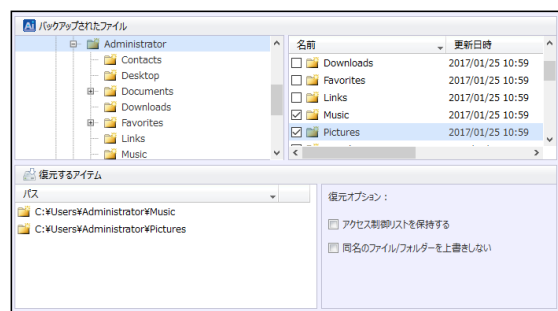 Ai バックアップされたファイル
Administrator
Contacts
Desktop
Documents
Downloads
Favorites
Links
Music
名前 更新日時
Downloads 2017/01/25 10:59
Favorites 2017/01/25 10:59
Links 2017/01/25 10:59
Music 2017/01/25 10:59
Pictures 2017/01/25 10:59
復元するアイテム
パス
C:¥Users¥Administrator¥Music
C:¥Users¥Administrator¥Pictures
復元オプション：
アクセス制御リストを保持する
同名のファイル/フォルダーを上書きしない